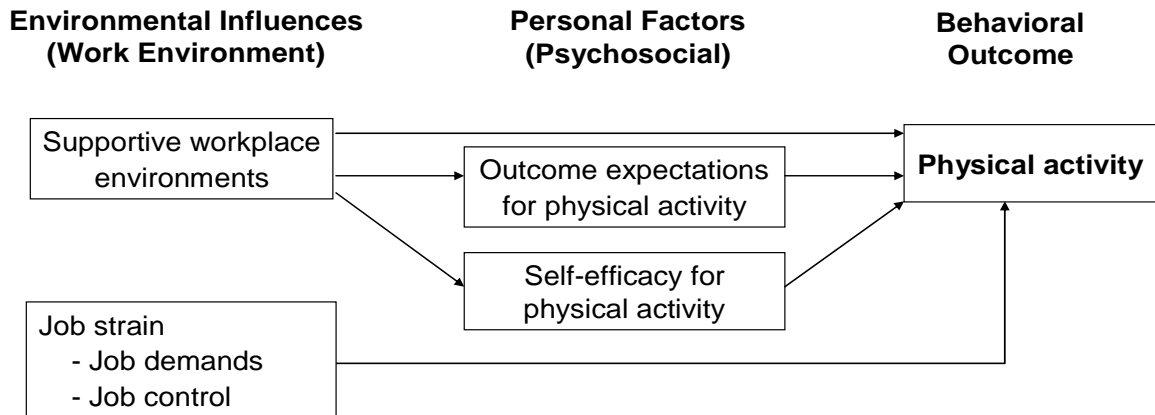 Environmental Influences
(Work Environment)
Personal Factors
(Psychosocial)
Behavioral
Outcome
Supportive workplace
environments
Outcome expectations
for physical activity
Physical activity
Self-efficacy for
physical activity
Job strain
- Job demands
- Job control